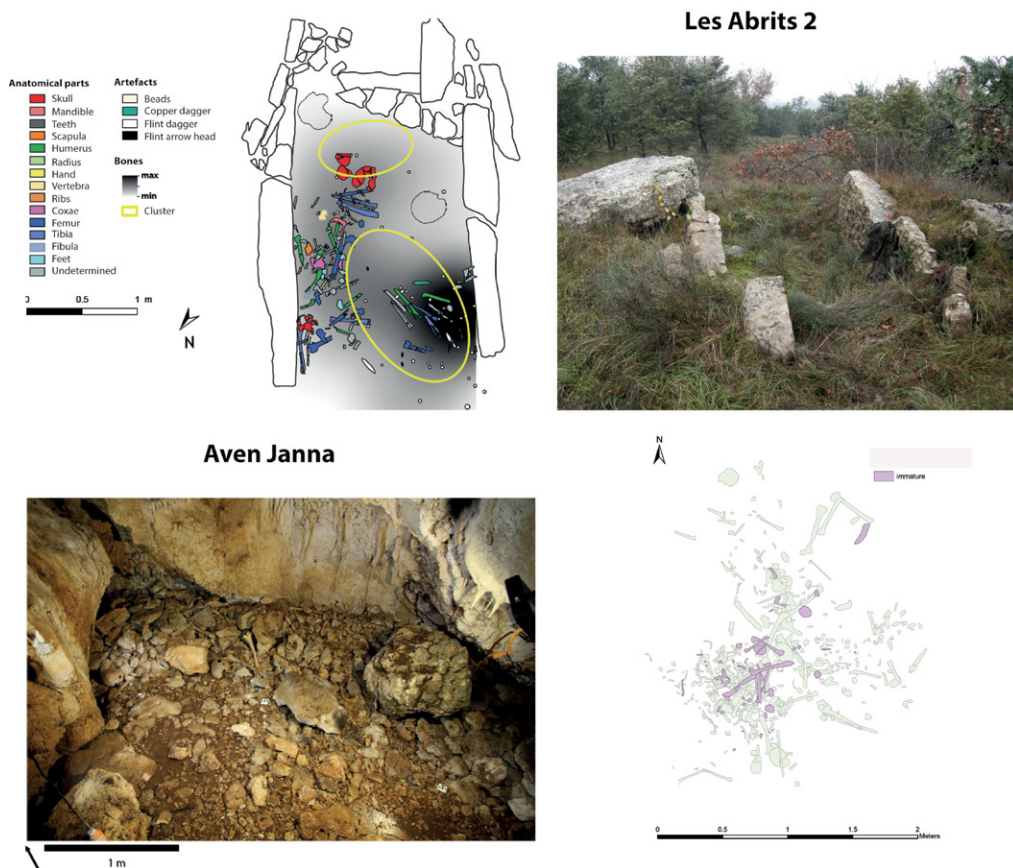 Les Abrits 2
Anatomical parts
Skull
Mandible
Teeth
Scapula
Humerus
Radius
Hand
Vertebra
Ribs
Coxae
Femur
Tibia
Fibula
Feet
Undetermined
Artefacts
Beads
Copper dagger
Flint dagger
Flint arrow head
Bones
max
min
Cluster
0 0.5 1 m
N
Aven Janna
1 m
N
immature
0 0.5 1 1.5 2
Meters